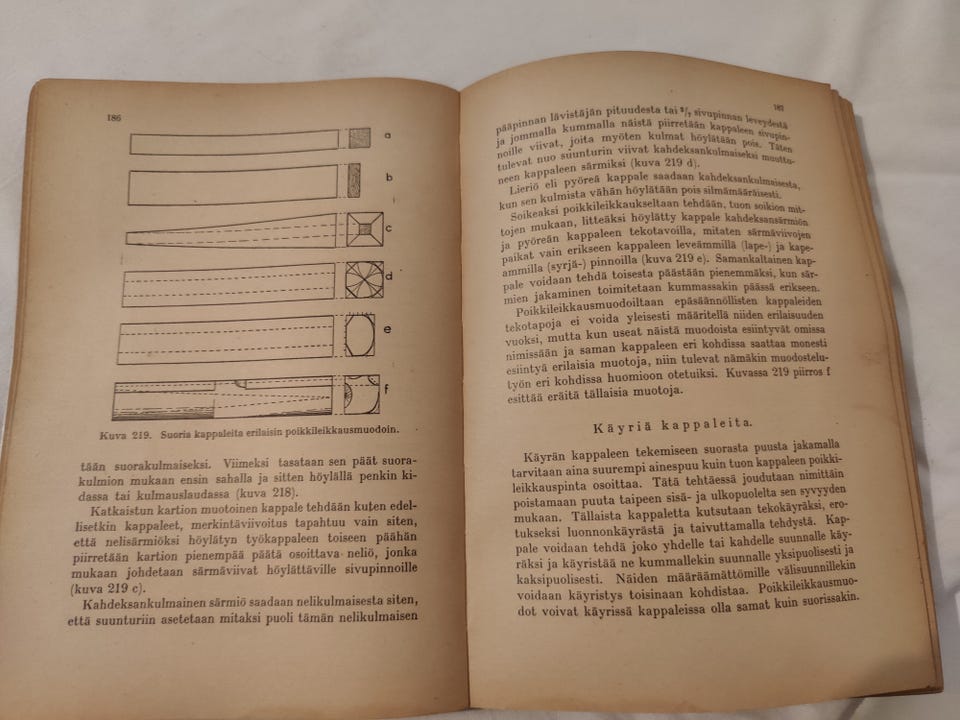 186
a
b
c
d
e
f
Kuva 219. Suoria kappaleita erilaisin poikkileikkausmuodoin.
tään suorakulmaiseksi. Viimeksi tasataan sen päät suora-
kulmion mukaan ensin sahalla ja sitten höylällä penkin ki-
dassa tai kulmauslaudassa (kuva 218).
Katkaistun kartion muotoinen kappale tehdään kuten edel-
lisetkin kappaleet, merkintäviivoitus tapahtuu vain siten,
että nelisärmiöksi höylätyn työkappaleen toiseen päähän
piirretään kartion pienempää päätä osoittava neliö, jonka
mukaan johdetaan särmäviivat höylättäville sivupinnoille
(kuva 219 c).
Kahdeksankulmainen särmiö saadaan nelikulmaisesta siten,
että suunturiin asetetaan mitaksi puoli tämän nelikulmaisen
187
pääpinnan lävistäjän pituudesta tai ²/₇ sivupinnan leveydestä
ja jommalla kummalla näistä piirretään kappaleen sivupin-
noille viivat, joita myöten kulmat höylätään pois. Täten
tulevat nuo suunturin viivat kahdeksankulmaiseksi muuttu-
neen kappaleen särmiksi (kuva 219 d).
Lieriö eli pyöreä kappale saadaan kahdeksankulmaisesta,
kun sen kulmista vähän höylätään pois silmämääräisesti.
Soikeaksi poikkileikkaukseltaan tehdään, tuon soikion mit-
tojen mukaan, litteäksi höylätty kappale kahdeksansärmiön
ja pyöreän kappaleen tekotavoilla, mitaten särmäviivojen
paikat vain erikseen kappaleen leveämmillä (lape-) ja kape-
ammilla (syrjä-) pinnoilla (kuva 219 e). Samankaltainen kap-
pale voidaan tehdä toisesta päästään pienemmäksi, kun sär-
mien jakaminen toimitetaan kummassakin päässä erikseen.
Poikkileikkausmuodoiltaan epäsäännöllisten kappaleiden
tekotapoja ei voida yleisesti määritellä niiden erilaisuuden
vuoksi, mutta kun useat näistä muodoista esiintyvät omissa
nimissään ja saman kappaleen eri kohdissa saattaa monesti
esiintyä erilaisia muotoja, niin tulevat nämäkin muodostelu-
työn eri kohdissa huomioon otetuiksi. Kuvassa 219 piirros f
esittää eräitä tällaisia muotoja.
Käyriä kappaleita.
Käyrän kappaleen tekemiseen suorasta puusta jakamalla
tarvitaan aina suurempi ainespuu kuin tuon kappaleen poikki-
leikkauspinta osoittaa. Tätä tehtäessä joudutaan nimittäin
poistamaan puuta taipeen sisä- ja ulkopuolelta sen syvyyden
mukaan. Tällaista kappaletta kutsutaan tekokäyräksi, ero-
tukseksi luonnonkäyrästä ja taivuttamalla tehdystä. Kap-
pale voidaan tehdä joko yhdelle tai kahdelle suunnalle käy-
räksi ja käyristää ne kummallekin suunnalle yksipuolisesti ja
kaksipuolisesti. Näiden määräämättömille välisuunnillekin
voidaan käyristys toisinaan kohdistaa. Poikkileikkausmuo-
dot voivat käyrissä kappaleissa olla samat kuin suorissakin.